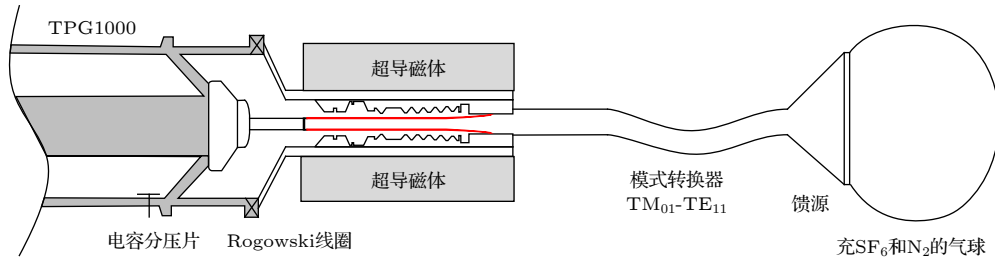 TPG1000
超导磁体
超导磁体
模式转换器
TM₀₁-TE₁₁
馈源
电容分压片
Rogowski线圈
充SF₆和N₂的气球